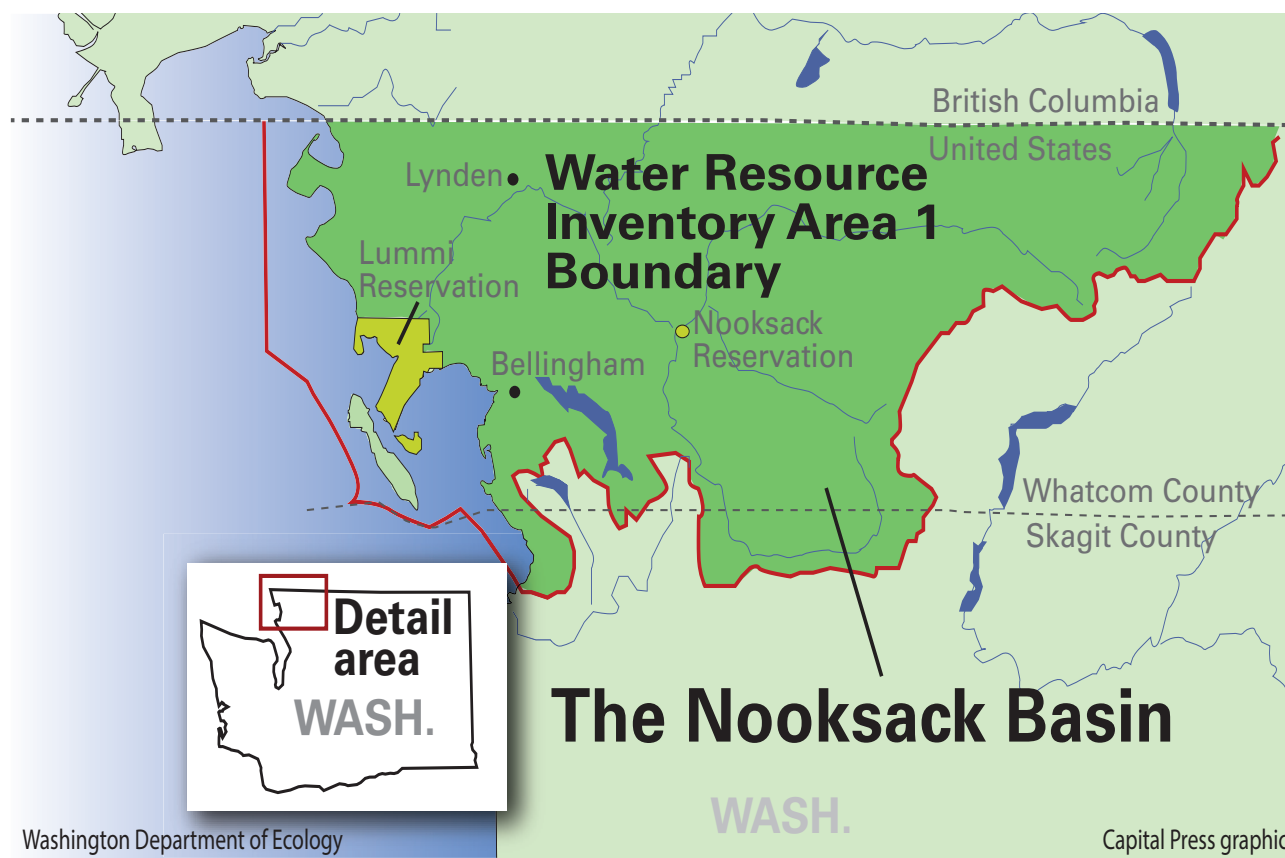 British Columbia
United States
Lynden
Water Resource
Inventory Area 1
Boundary
Lummi
Reservation
Nooksack
Reservation
Bellingham
Whatcom County
Skagit County
Detail
area
WASH.
The Nooksack Basin
WASH.
Washington Department of Ecology
Capital Press graphic